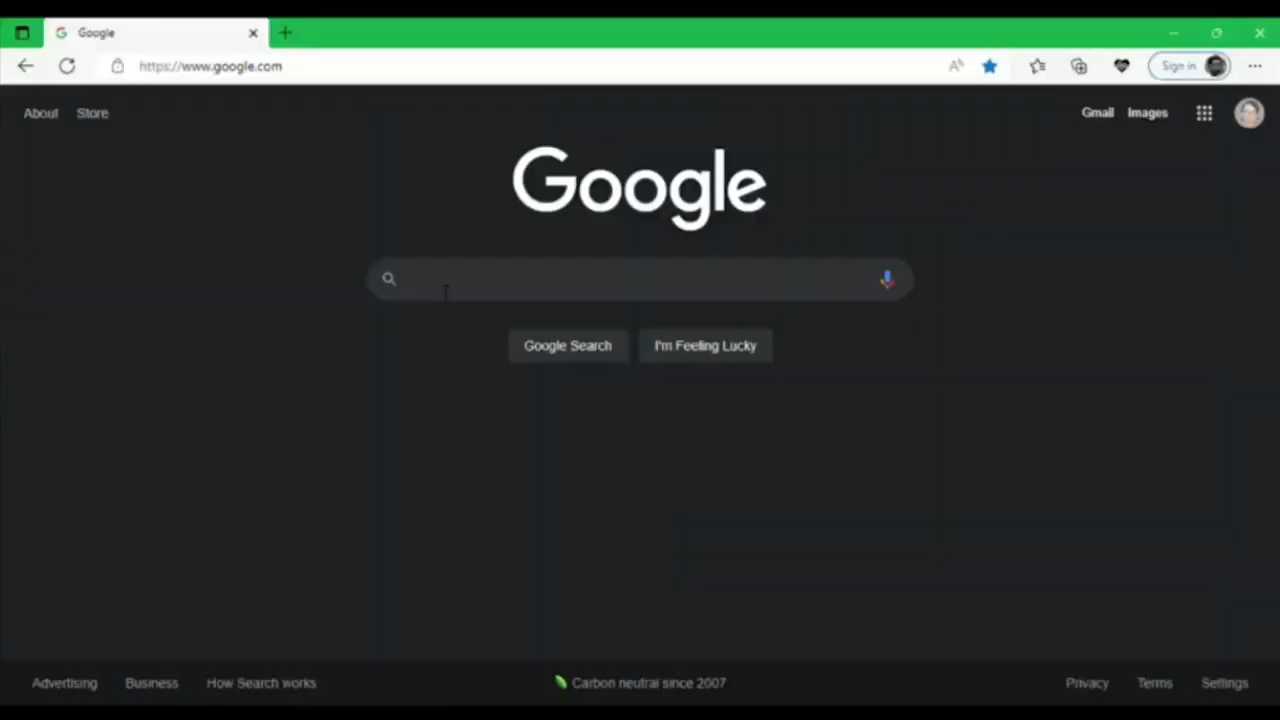 Google
https://www.google.com
Sign in
About Store
Gmail Images
Google
Google Search I'm Feeling Lucky
Advertising Business How Search works
Carbon neutral since 2007
Privacy Terms Settings